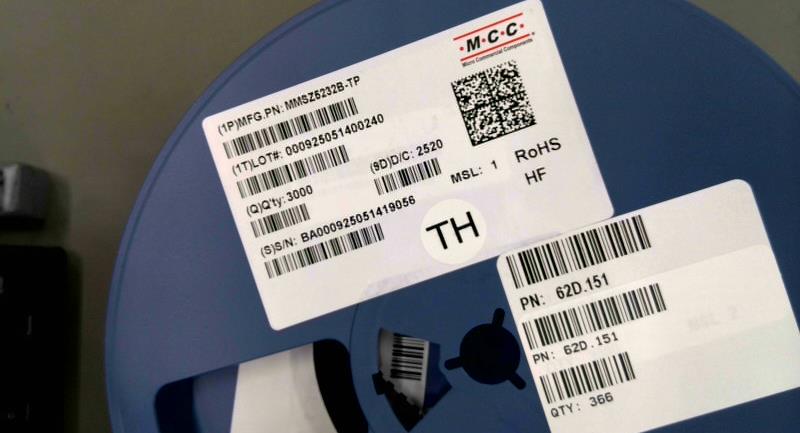 M·C·C
Micro Commercial Components
(1P)MFG.PN: MMSZ5232B-TP
(1T)LOT#: 000925051400240
(Q)Q'ty: 3000
(9D)D/C: 2520
MSL: 1
RoHS
HF
(S)S/N: BA000925051419056
TH
PN: 62D.151
PN: 62D.151
QTY: 366